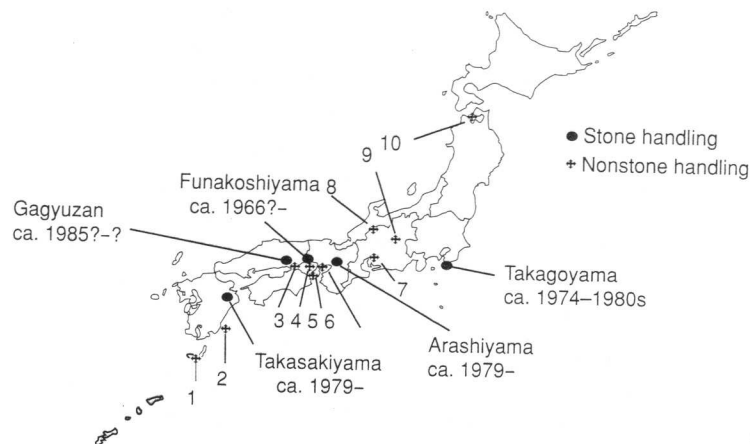 10
9
● Stone handling
✢ Nonstone handling
Funakoshiyama 8
ca. 1966?–
Gagyuzan
ca. 1985?–?
Takagoyama
ca. 1974–1980s
7
3 4 5 6
Arashiyama
ca. 1979–
Takasakiyama
ca. 1979–
2
1